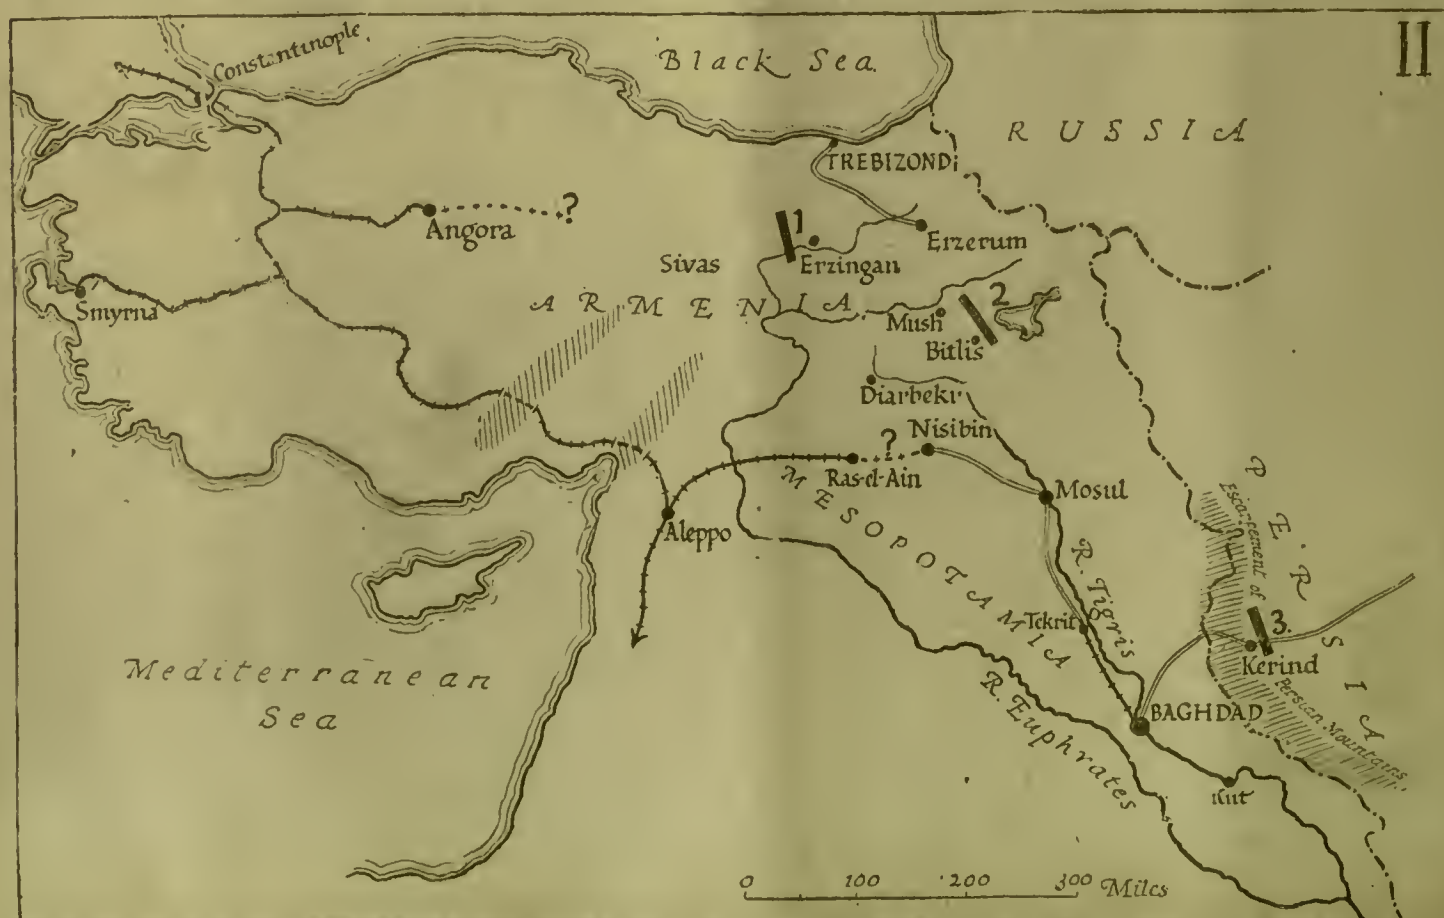 II
Constantinople
Black Sea
RUSSIA
TREBIZOND
?
Angora
1
Erzingan
Erzerum
Sivas
ARMENIA
Smyrna
2
Mush
Bitlis
Diarbekr
Nisibin
?
Ras-el-Ain
Mosul
Aleppo
MESOPOTAMIA
PERSIA
Escarpement of
Persian Mountains
R. Tigris
Tekrit
3.
Kerind
Mediterranean
Sea
R. Euphrates
BAGHDAD
Kut
0 100 200 300 Miles